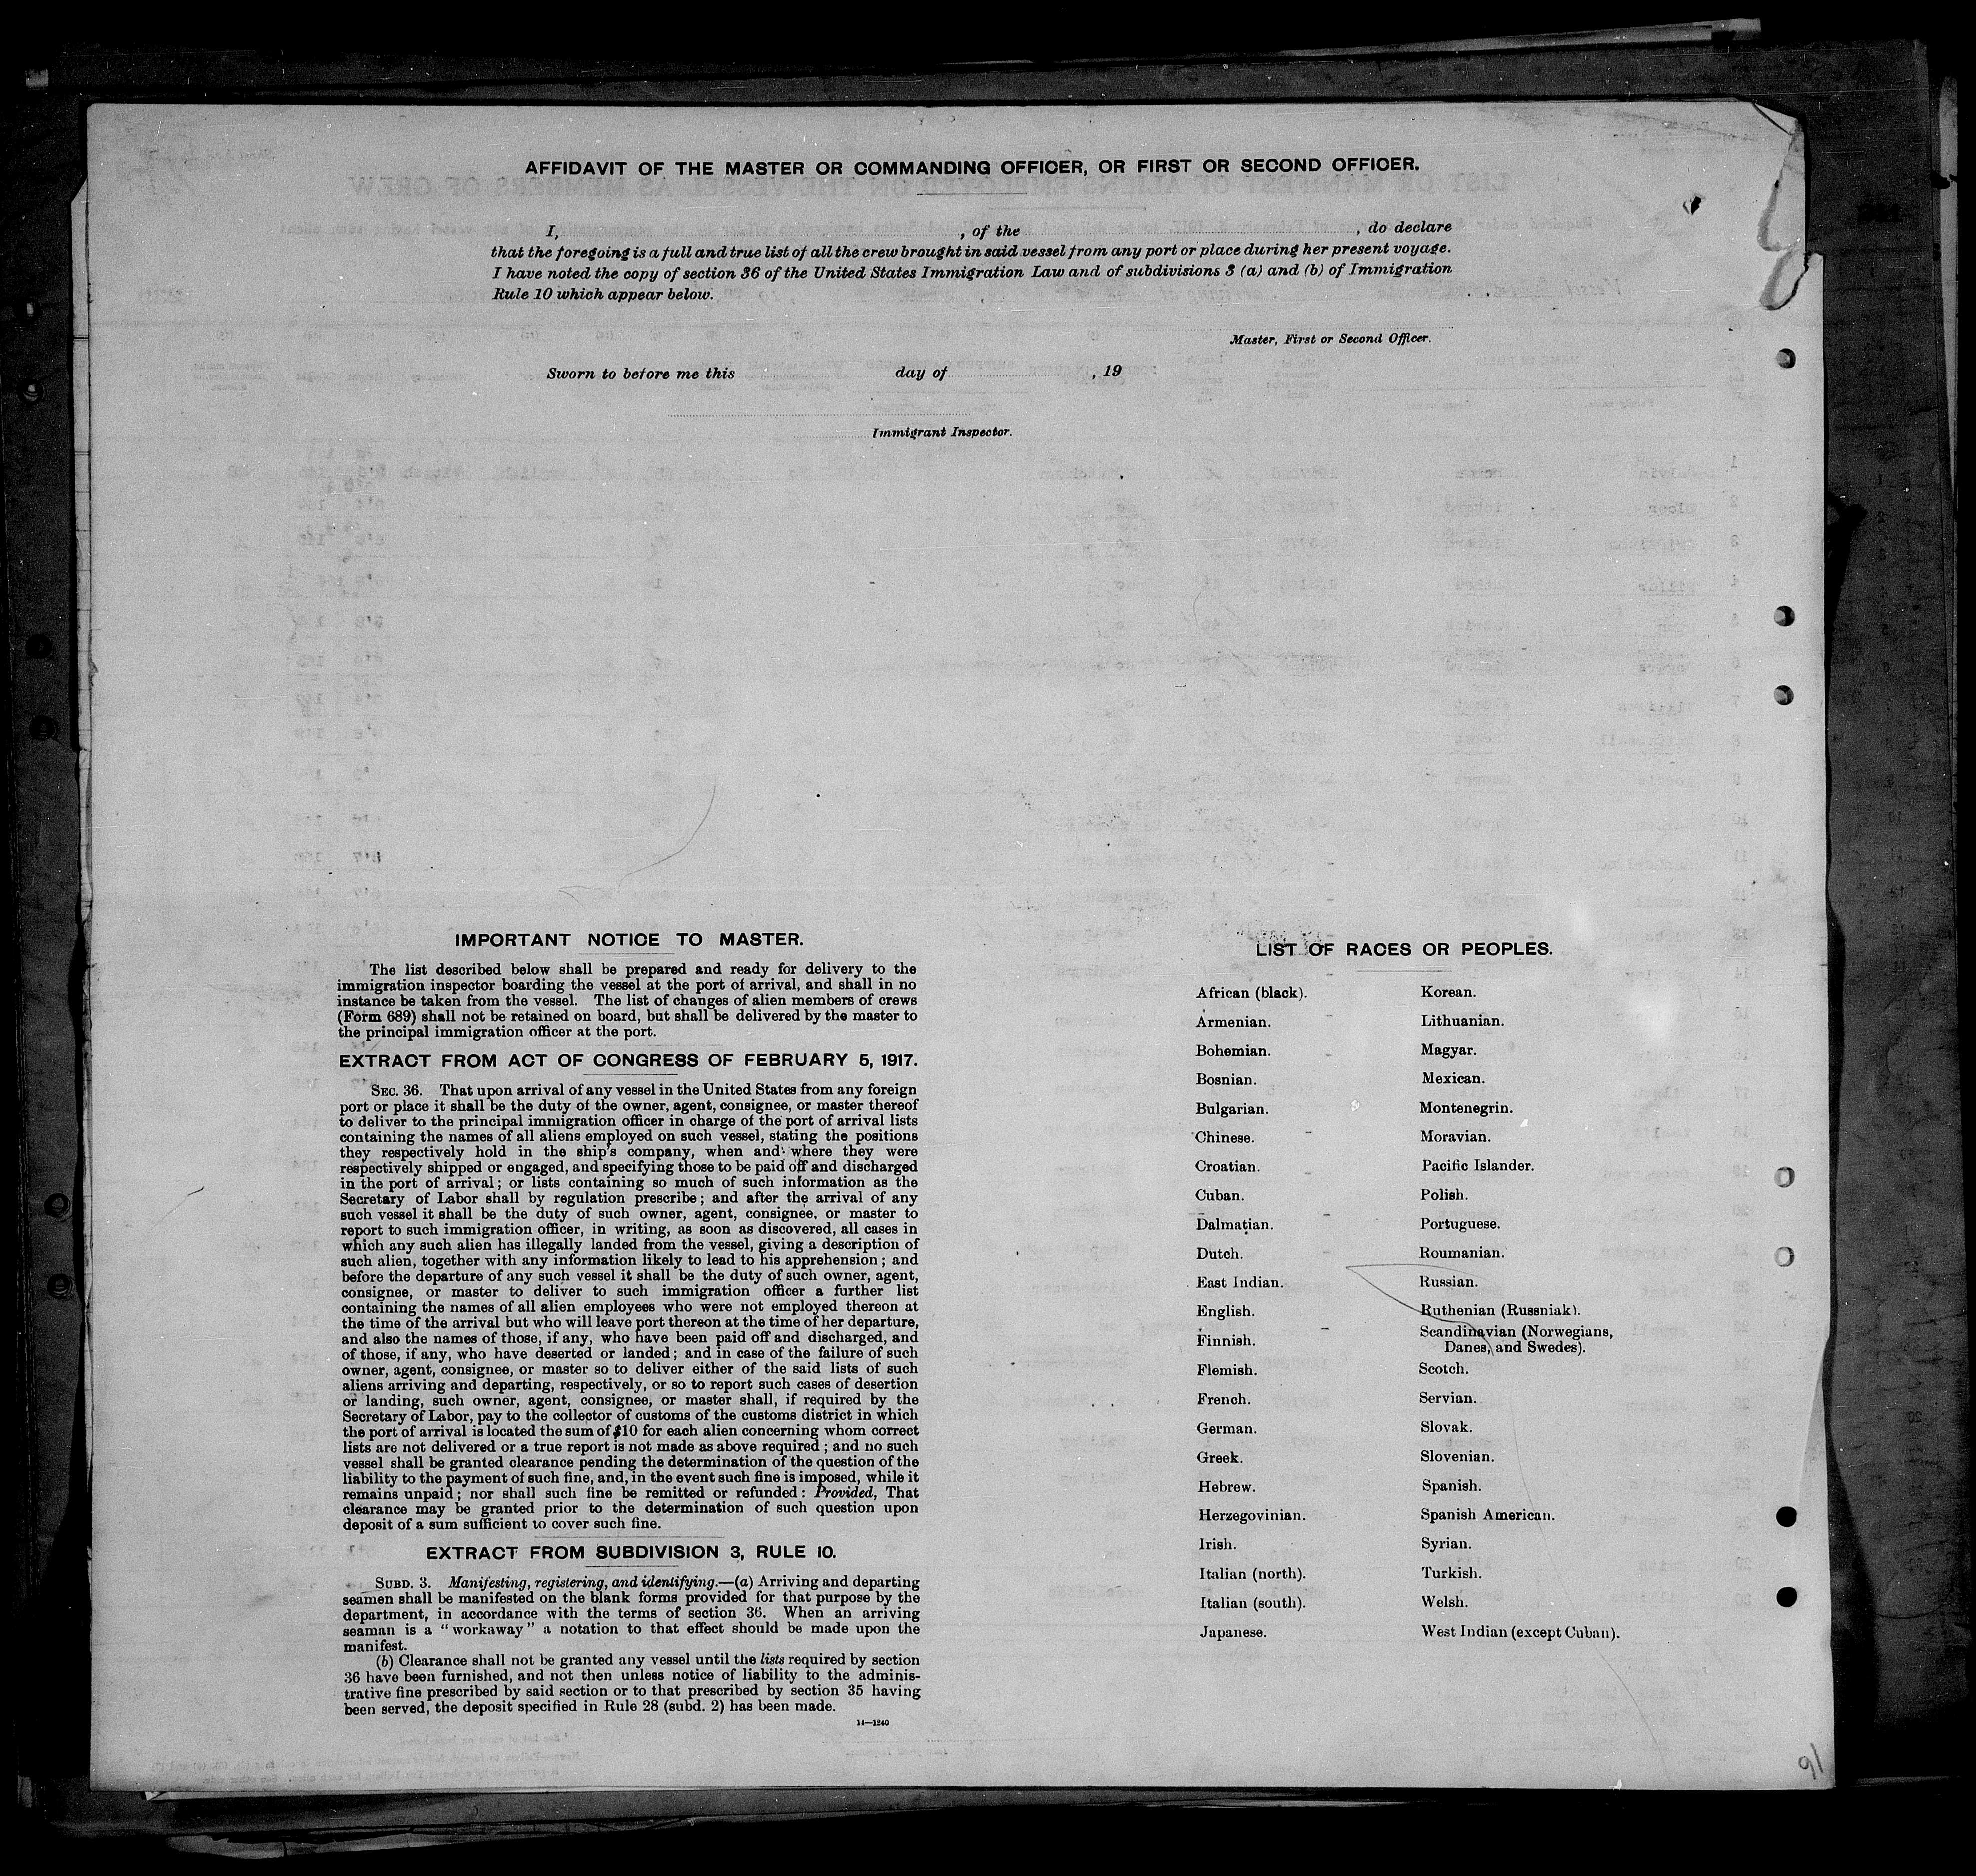 AFFIDAVIT OF THE MASTER OR COMMANDING OFFICER, OR FIRST OR SECOND OFFICER.
I, , of the , do declare
that the foregoing is a full and true list of all the crew brought in said vessel from any port or place during her present voyage.
I have noted the copy of section 36 of the United States Immigration Law and of subdivisions 3 (a) and (b) of Immigration
Rule 10 which appear below.
Master, First or Second Officer.
Sworn to before me this day of , 19
Immigrant Inspector.
IMPORTANT NOTICE TO MASTER.
The list described below shall be prepared and ready for delivery to the
immigration inspector boarding the vessel at the port of arrival, and shall in no
instance be taken from the vessel. The list of changes of alien members of crews
(Form 689) shall not be retained on board, but shall be delivered by the master to
the principal immigration officer at the port.
EXTRACT FROM ACT OF CONGRESS OF FEBRUARY 5, 1917.
SEC. 36. That upon arrival of any vessel in the United States from any foreign
port or place it shall be the duty of the owner, agent, consignee, or master thereof
to deliver to the principal immigration officer in charge of the port of arrival lists
containing the names of all aliens employed on such vessel, stating the positions
they respectively hold in the ship's company, when and where they were
respectively shipped or engaged, and specifying those to be paid off and discharged
in the port of arrival; or lists containing so much of such information as the
Secretary of Labor shall by regulation prescribe; and after the arrival of any
such vessel it shall be the duty of such owner, agent, consignee, or master to
report to such immigration officer, in writing, as soon as discovered, all cases in
which any such alien has illegally landed from the vessel, giving a description of
such alien, together with any information likely to lead to his apprehension; and
before the departure of any such vessel it shall be the duty of such owner, agent,
consignee, or master to deliver to such immigration officer a further list
containing the names of all alien employees who were not employed thereon at
the time of the arrival but who will leave port thereon at the time of her departure,
and also the names of those, if any, who have been paid off and discharged, and
of those, if any, who have deserted or landed; and in case of the failure of such
owner, agent, consignee, or master so to deliver either of the said lists of such
aliens arriving and departing, respectively, or so to report such cases of desertion
or landing, such owner, agent, consignee, or master shall, if required by the
Secretary of Labor, pay to the collector of customs of the customs district in which
the port of arrival is located the sum of $10 for each alien concerning whom correct
lists are not delivered or a true report is not made as above required; and no such
vessel shall be granted clearance pending the determination of the question of the
liability to the payment of such fine, and, in the event such fine is imposed, while it
remains unpaid; nor shall such fine be remitted or refunded: Provided, That
clearance may be granted prior to the determination of such question upon
deposit of a sum sufficient to cover such fine.
EXTRACT FROM SUBDIVISION 3, RULE 10.
SUBD. 3. Manifesting, registering, and identifying.—(a) Arriving and departing
seamen shall be manifested on the blank forms provided for that purpose by the
department, in accordance with the terms of section 36. When an arriving
seaman is a "workaway" a notation to that effect should be made upon the
manifest.
(b) Clearance shall not be granted any vessel until the lists required by section
36 have been furnished, and not then unless notice of liability to the adminis-
trative fine prescribed by said section or to that prescribed by section 35 having
been served, the deposit specified in Rule 28 (subd. 2) has been made.
14—1240
LIST OF RACES OR PEOPLES.
African (black).
Armenian.
Bohemian.
Bosnian.
Bulgarian.
Chinese.
Croatian.
Cuban.
Dalmatian.
Dutch.
East Indian.
English.
Finnish.
Flemish.
French.
German.
Greek.
Hebrew.
Herzegovinian.
Irish.
Italian (north).
Italian (south).
Japanese.
Korean.
Lithuanian.
Magyar.
Mexican.
Montenegrin.
Moravian.
Pacific Islander.
Polish.
Portuguese.
Roumanian.
Russian.
Ruthenian (Russniak).
Scandinavian (Norwegians,
Danes, and Swedes).
Scotch.
Servian.
Slovak.
Slovenian.
Spanish.
Spanish American.
Syrian.
Turkish.
Welsh.
West Indian (except Cuban).